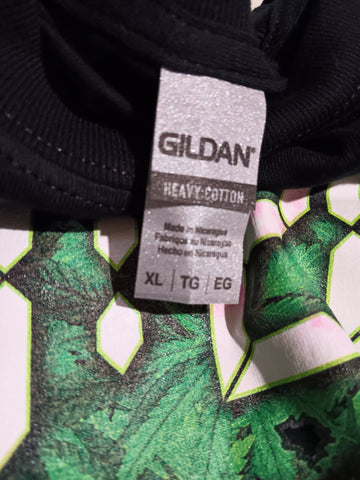 GILDAN®
HEAVY COTTON
Made in Nicaragua
Fabriqué au Nicaragua
Hecho en Nicaragua
XL | TG | EG